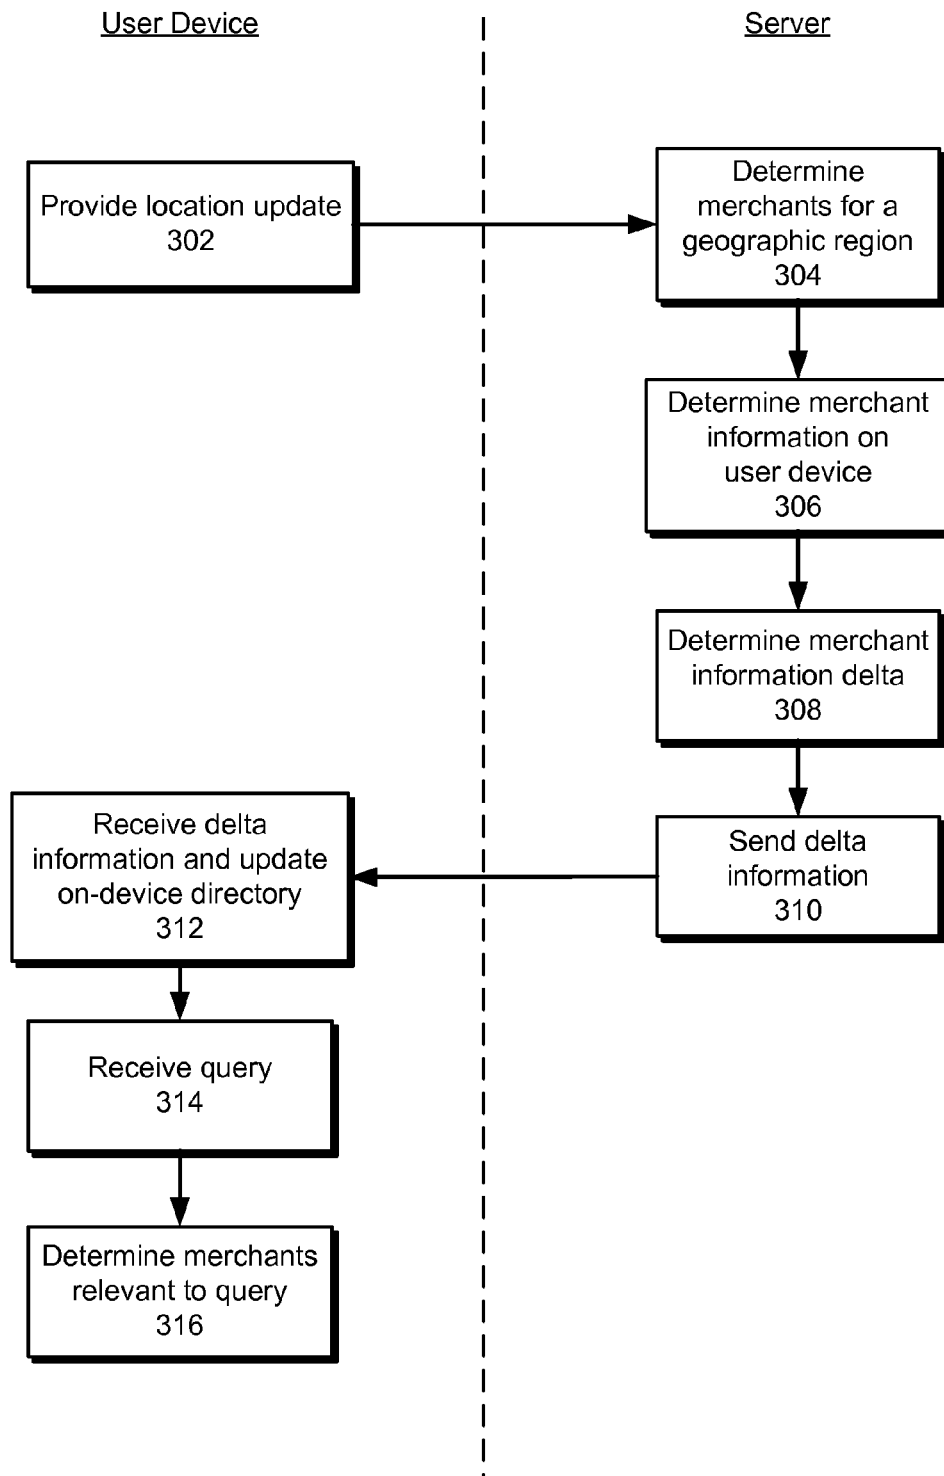 User Device
Server
Provide location update
302
Determine
merchants for a
geographic region
304
Determine merchant
information on
user device
306
Determine merchant
information delta
308
Send delta
information
310
Receive delta
information and update
on-device directory
312
Receive query
314
Determine merchants
relevant to query
316